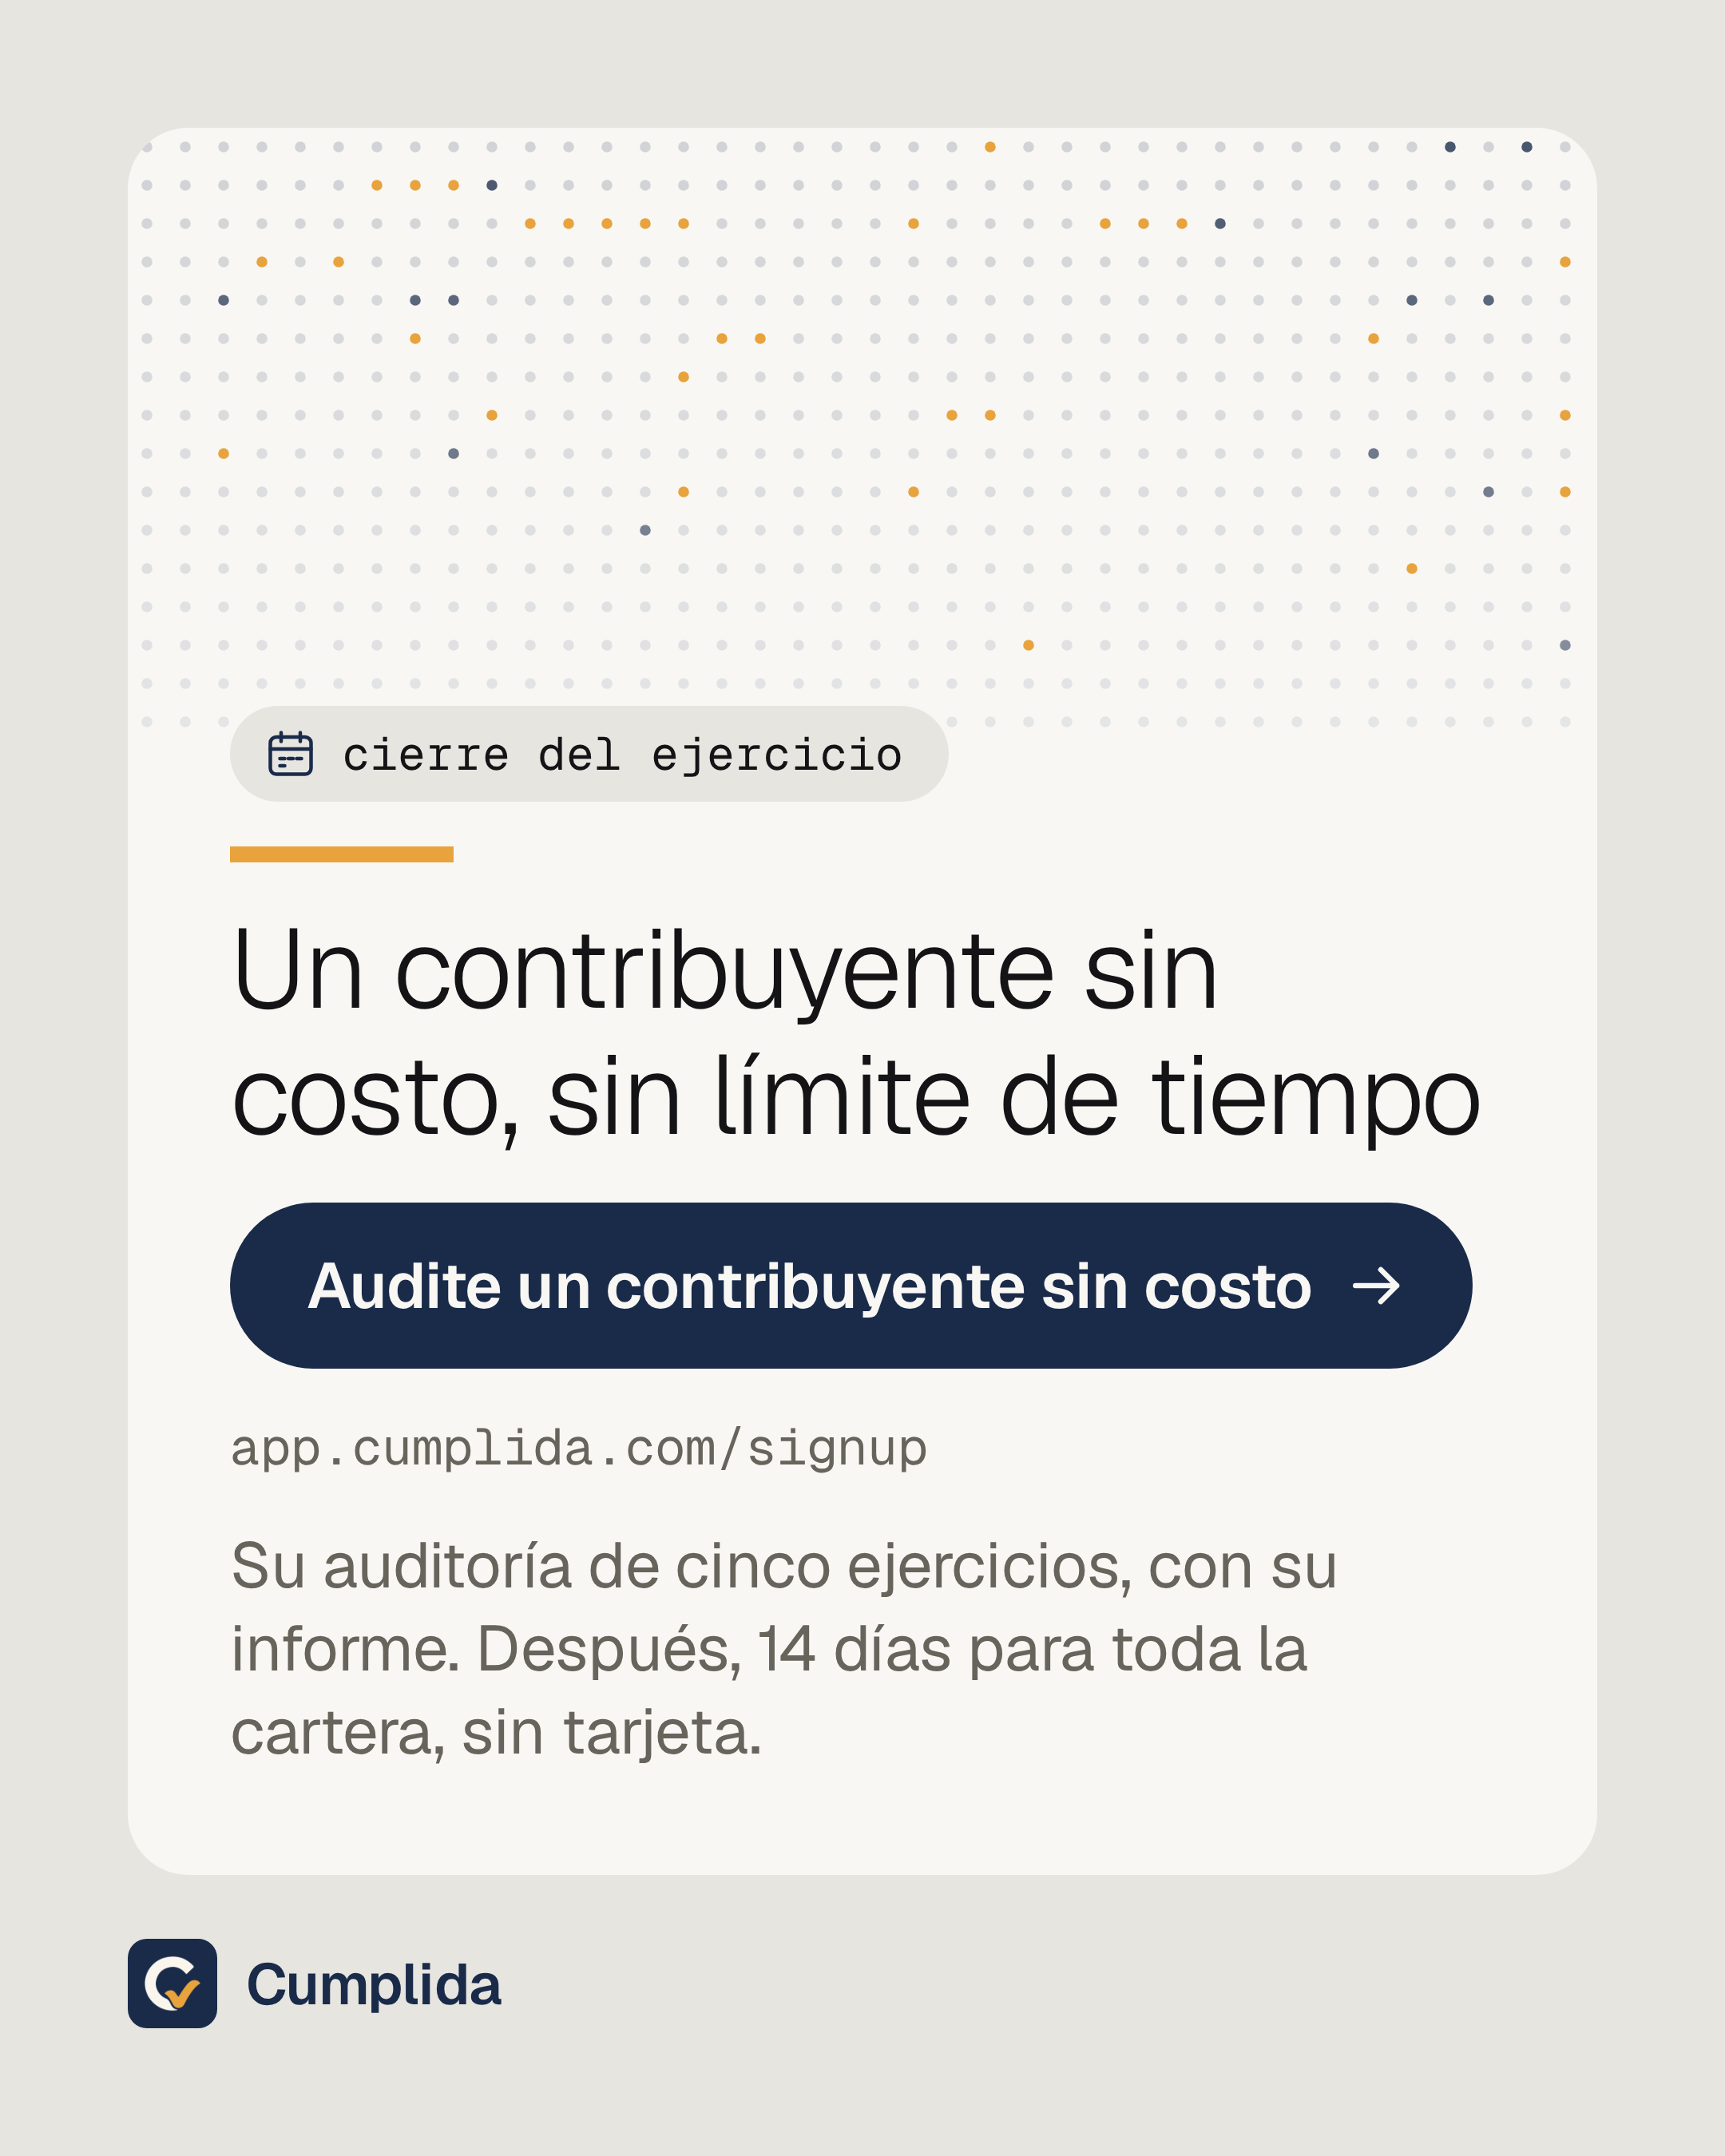 cierre del ejercicio
Un contribuyente sin
costo, sin límite de tiempo
Audite un contribuyente sin costo
app.cumplida.com/signup
Su auditoría de cinco ejercicios, con su
informe. Después, 14 días para toda la
cartera, sin tarjeta.
Cumplida